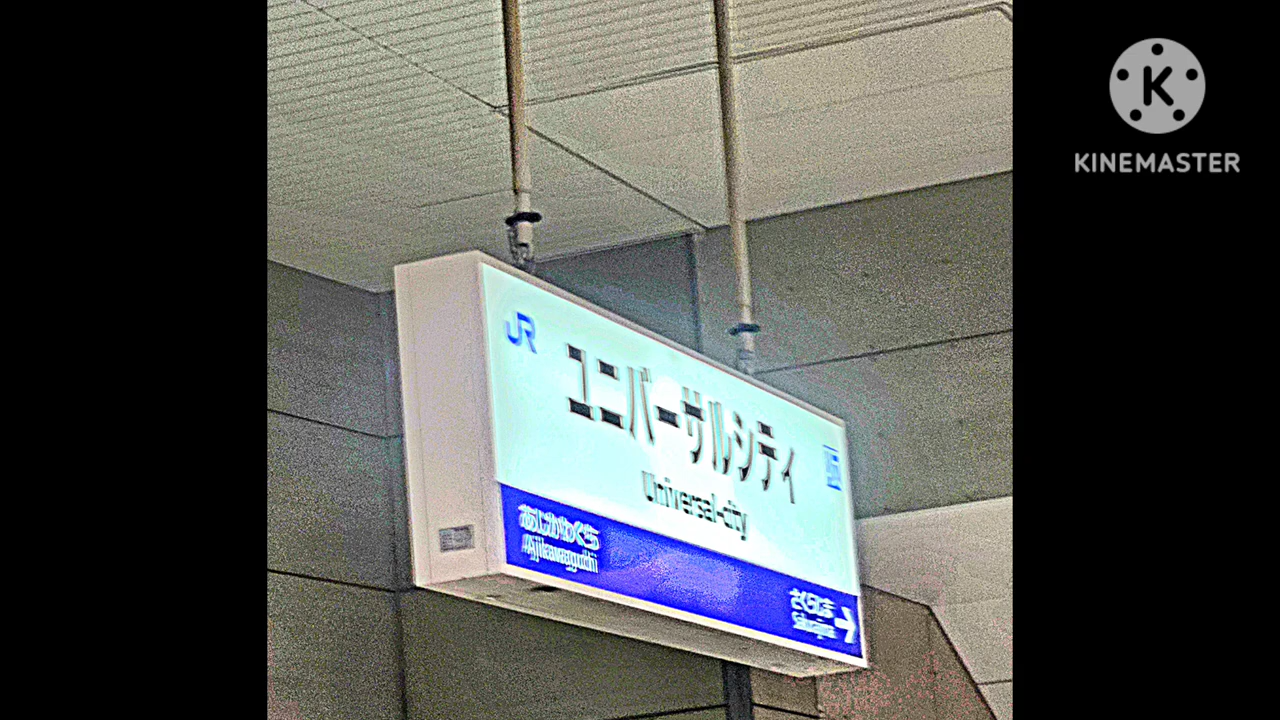 KINEMASTER
JR
ユニバーサルシティ
Universal-city
あじかわぐち
Ajikawaguchi
さくらじま
Sakurajima